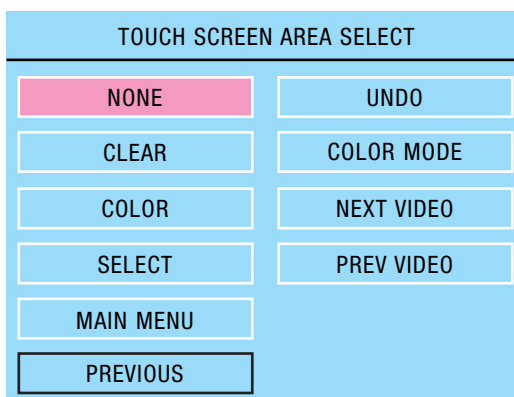 TOUCH SCREEN AREA SELECT
NONE
CLEAR
COLOR
SELECT
MAIN MENU
PREVIOUS
UNDO
COLOR MODE
NEXT VIDEO
PREV VIDEO